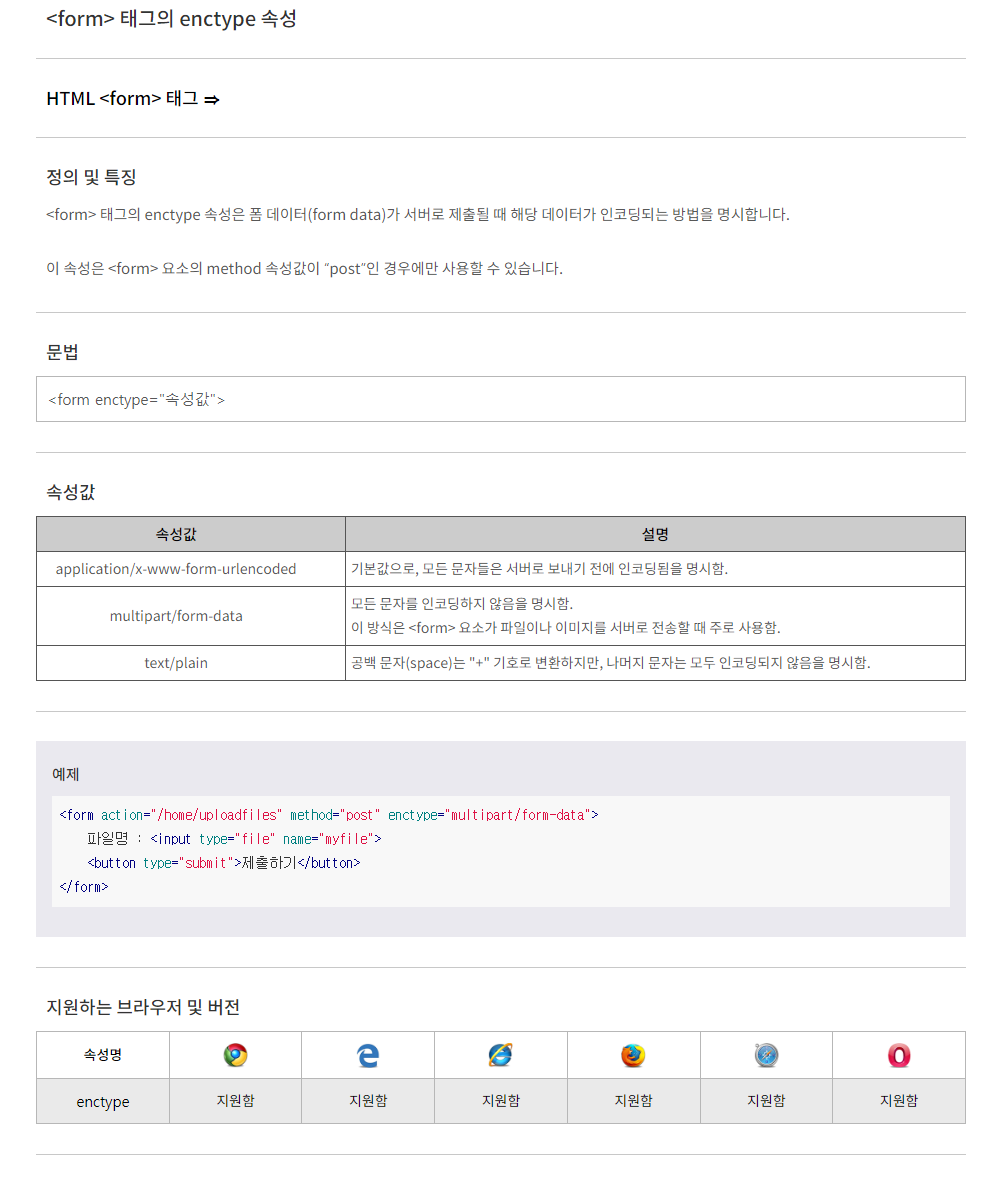 <form> 태그의 enctype 속성
HTML <form> 태그 ⇒
정의 및 특징
<form> 태그의 enctype 속성은 폼 데이터(form data)가 서버로 제출될 때 해당 데이터가 인코딩되는 방법을 명시합니다.
이 속성은 <form> 요소의 method 속성값이 “post”인 경우에만 사용할 수 있습니다.
문법
<form enctype="속성값">
속성값
속성값 설명
application/x-www-form-urlencoded 기본값으로, 모든 문자들은 서버로 보내기 전에 인코딩됨을 명시함.
multipart/form-data 모든 문자를 인코딩하지 않음을 명시함.
이 방식은 <form> 요소가 파일이나 이미지를 서버로 전송할 때 주로 사용함.
text/plain 공백 문자(space)는 "+" 기호로 변환하지만, 나머지 문자는 모두 인코딩되지 않음을 명시함.
예제
<form action="/home/uploadfiles" method="post" enctype="multipart/form-data">
파일명 : <input type="file" name="myfile">
<button type="submit">제출하기</button>
</form>
지원하는 브라우저 및 버전
속성명
enctype 지원함 지원함 지원함 지원함 지원함 지원함